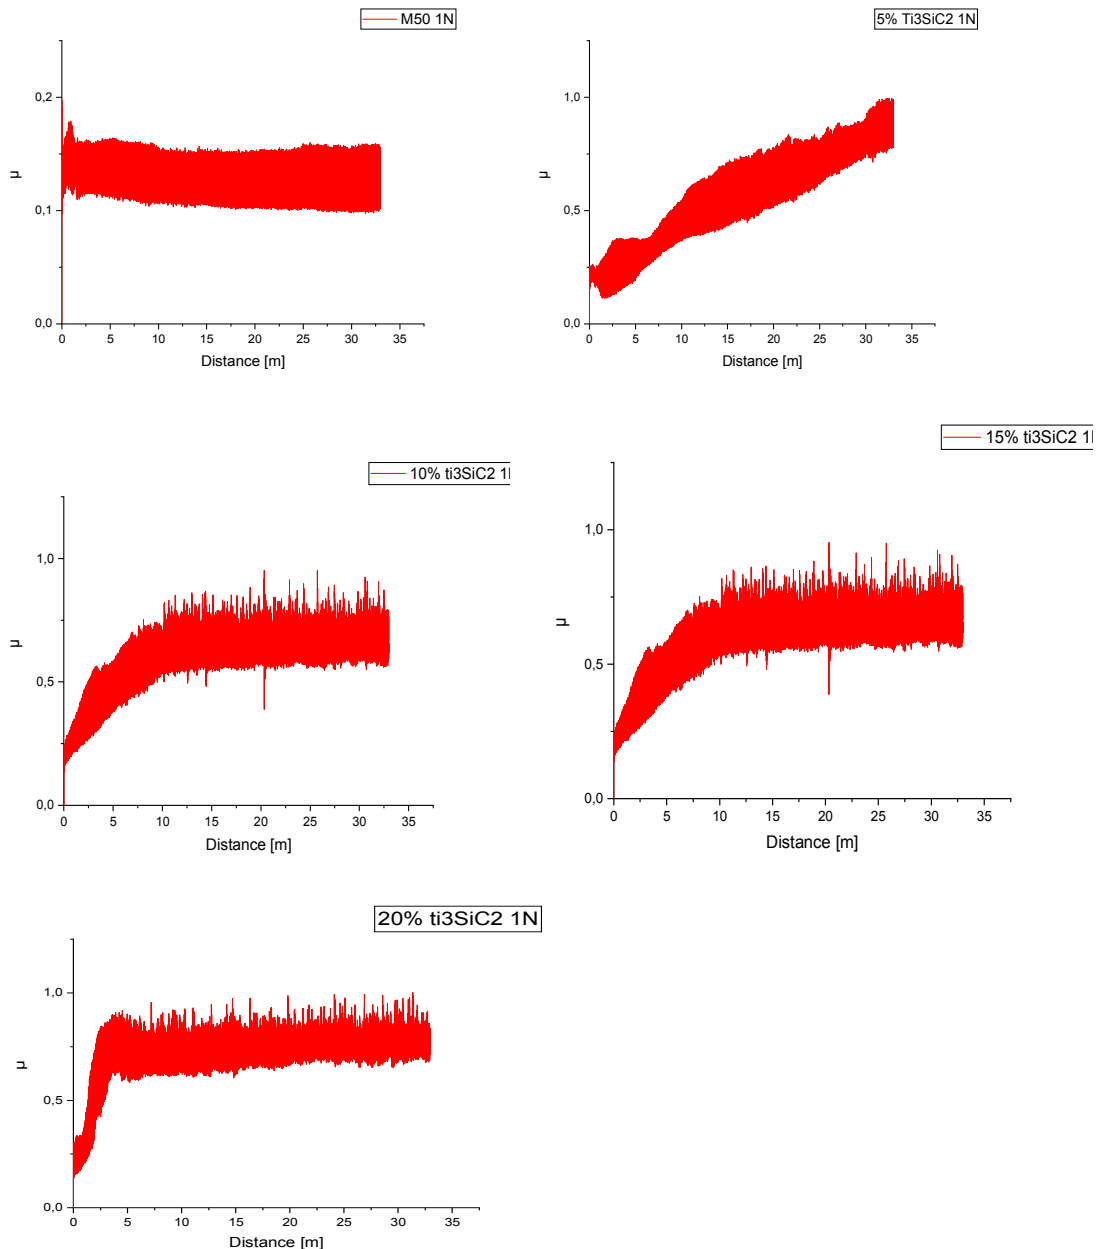 M50 1N
0,2
0,1
0,0
μ
0 5 10 15 20 25 30 35
Distance [m]
5% Ti3SiC2 1N
1,0
0,5
0,0
μ
0 5 10 15 20 25 30 35
Distance [m]
10% ti3SiC2 1
1,0
0,5
0,0
μ
0 5 10 15 20 25 30 35
Distance [m]
15% ti3SiC2 1
1,0
0,5
0,0
μ
0 5 10 15 20 25 30 35
Distance [m]
20% ti3SiC2 1N
1,0
0,5
0,0
μ
0 5 10 15 20 25 30 35
Distance [m]